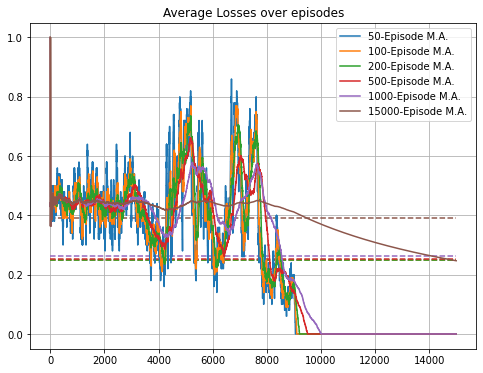 Average Losses over episodes
1.0
0.8
0.6
0.4
0.2
0.0
50-Episode M.A.
100-Episode M.A.
200-Episode M.A.
500-Episode M.A.
1000-Episode M.A.
15000-Episode M.A.
0 2000 4000 6000 8000 10000 12000 14000